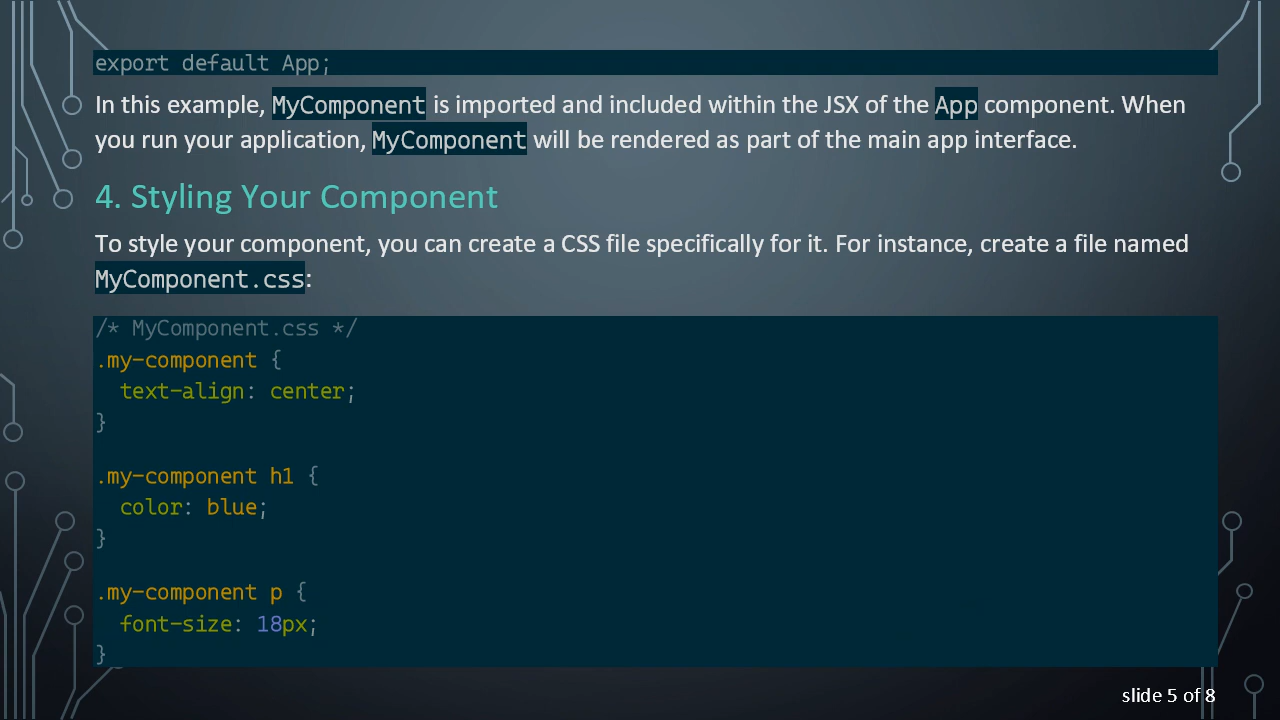 export default App;
In this example, MyComponent is imported and included within the JSX of the App component. When
you run your application, MyComponent will be rendered as part of the main app interface.
4. Styling Your Component
To style your component, you can create a CSS file specifically for it. For instance, create a file named
MyComponent.css:
/* MyComponent.css */
.my-component {
  text-align: center;
}
.my-component h1 {
  color: blue;
}
.my-component p {
  font-size: 18px;
}
slide 5 of 8